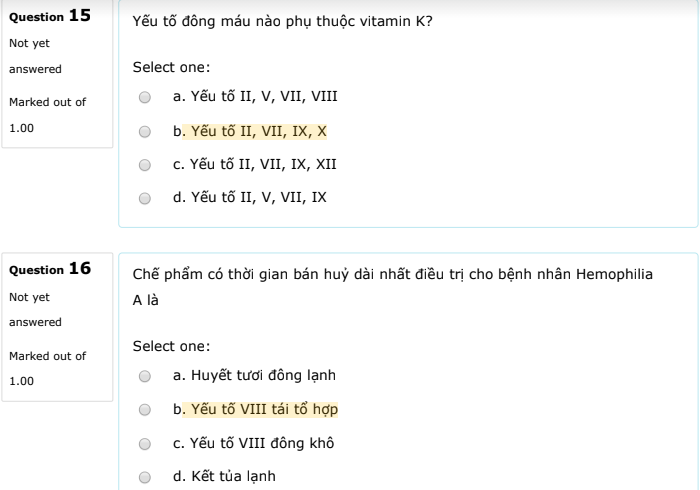 Question 15
Not yet
answered
Marked out of
1.00
Yếu tố đông máu nào phụ thuộc vitamin K?
Select one:
a. Yếu tố II, V, VII, VIII
b. Yếu tố II, VII, IX, X
c. Yếu tố II, VII, IX, XII
d. Yếu tố II, V, VII, IX
Question 16
Not yet
answered
Marked out of
1.00
Chế phẩm có thời gian bán huỷ dài nhất điều trị cho bệnh nhân Hemophilia
A là
Select one:
a. Huyết tươi đông lạnh
b. Yếu tố VIII tái tổ hợp
c. Yếu tố VIII đông khô
d. Kết tủa lạnh